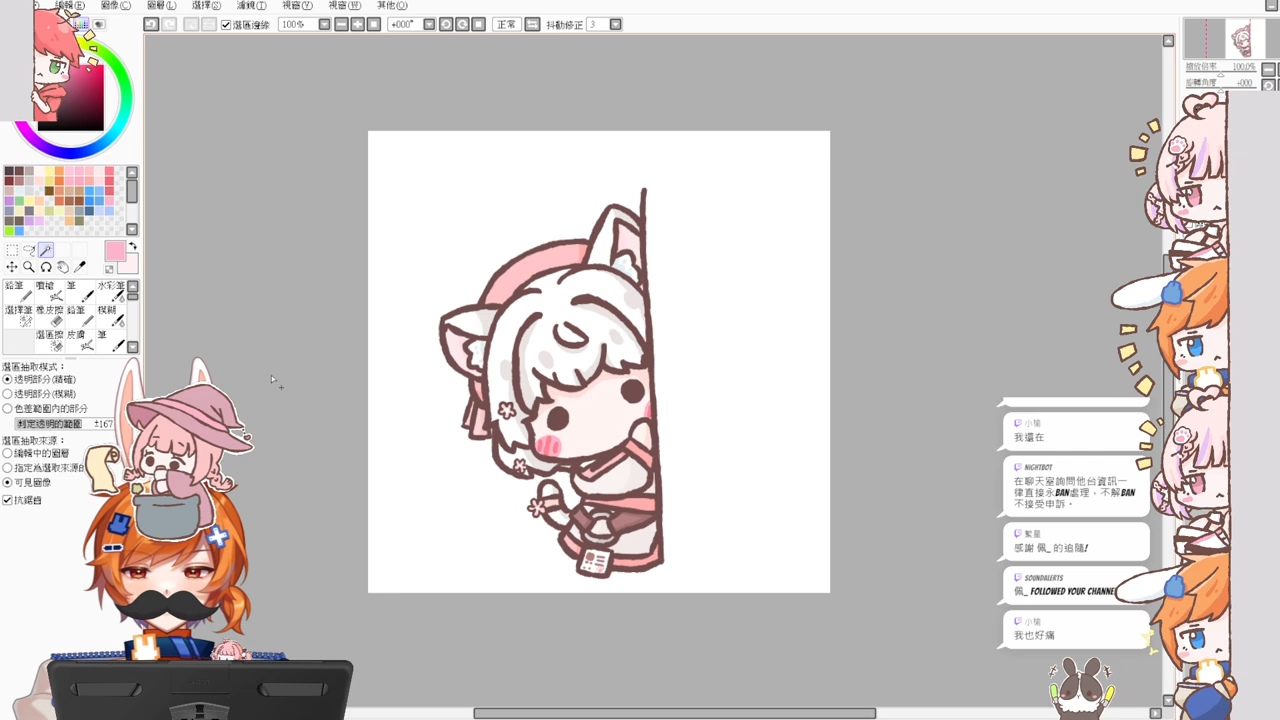 編輯(E) 圖像(C) 圖層(L) 選擇(S) 濾鏡(T) 視窗(V) 視窗(W) 其他(O)
選區邊緣 100% +000° 正常 抖動修正 3
縮放倍率 100.0%
旋轉角度 +000
鉛筆 噴槍 筆 水彩筆
選擇筆 橡皮擦 鉛筆 模糊
選區擦 皮膚 筆
選區抽取模式：
透明部分(精確)
透明部分(模糊)
色差範圍內的部分
判定透明的範圍 ±167
選區抽取來源：
編輯中的圖層
指定為選取來源的
可見圖像
抗鋸齒
小榆
我還在
NIGHTBOT
在聊天室詢問他台資訊一
律直接永BAN處理，不解BAN
不接受申訴。
繁星
感謝 佩_ 的追隨!
SOUNDALERTS
佩_ FOLLOWED YOUR CHANNE
小榆
我也好痛